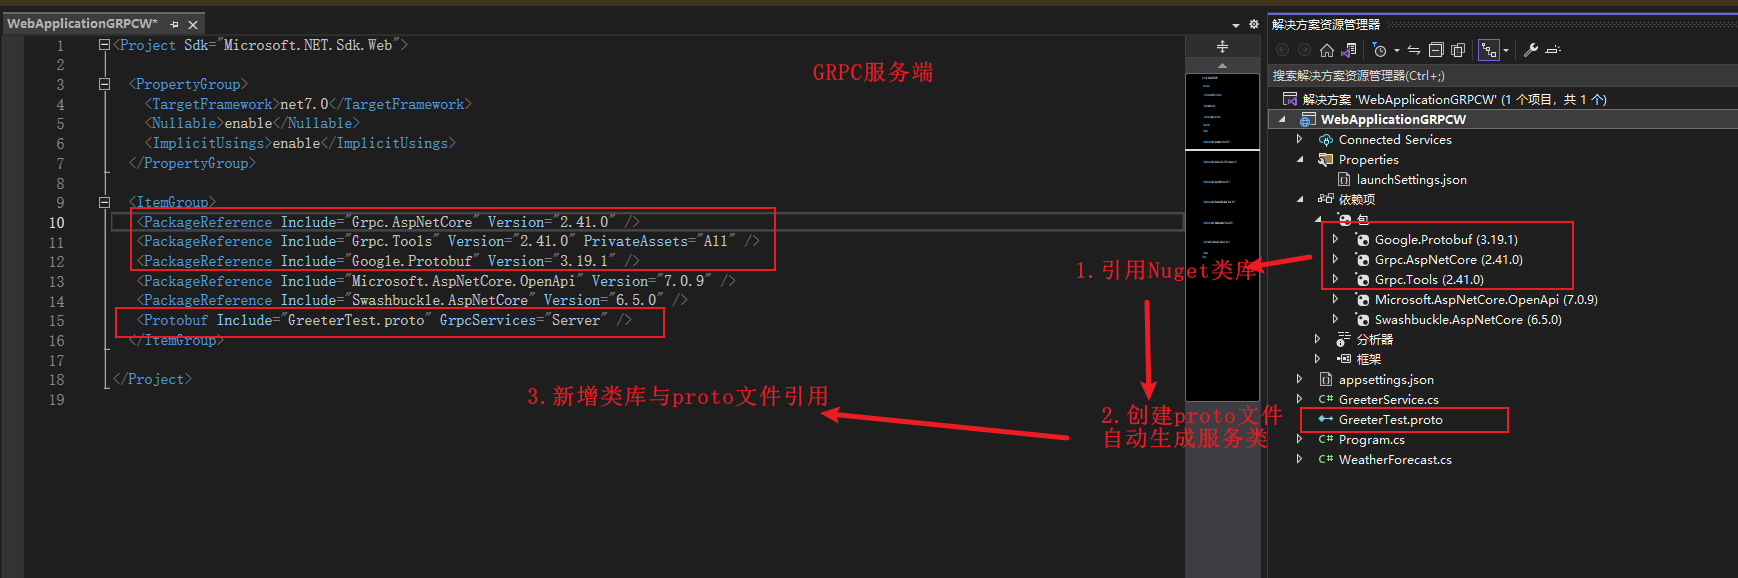 WebApplicationGRPCW*
1 <Project Sdk="Microsoft.NET.Sdk.Web">
2
3 <PropertyGroup>
4 <TargetFramework>net7.0</TargetFramework>
5 <Nullable>enable</Nullable>
6 <ImplicitUsings>enable</ImplicitUsings>
7 </PropertyGroup>
8
9 <ItemGroup>
10 <PackageReference Include="Grpc.AspNetCore" Version="2.41.0" />
11 <PackageReference Include="Grpc.Tools" Version="2.41.0" PrivateAssets="All" />
12 <PackageReference Include="Google.Protobuf" Version="3.19.1" />
13 <PackageReference Include="Microsoft.AspNetCore.OpenApi" Version="7.0.9" />
14 <PackageReference Include="Swashbuckle.AspNetCore" Version="6.5.0" />
15 <Protobuf Include="GreeterTest.proto" GrpcServices="Server" />
16 </ItemGroup>
17
18 </Project>
19
GRPC服务端
1.引用Nuget类库
2.创建proto文件
自动生成服务类
3.新增类库与proto文件引用
解决方案资源管理器
搜索解决方案资源管理器(Ctrl+;)
解决方案 'WebApplicationGRPCW' (1 个项目, 共 1 个)
WebApplicationGRPCW
Connected Services
Properties
launchSettings.json
依赖项
包
Google.Protobuf (3.19.1)
Grpc.AspNetCore (2.41.0)
Grpc.Tools (2.41.0)
Microsoft.AspNetCore.OpenApi (7.0.9)
Swashbuckle.AspNetCore (6.5.0)
分析器
框架
appsettings.json
C# GreeterService.cs
GreeterTest.proto
C# Program.cs
C# WeatherForecast.cs